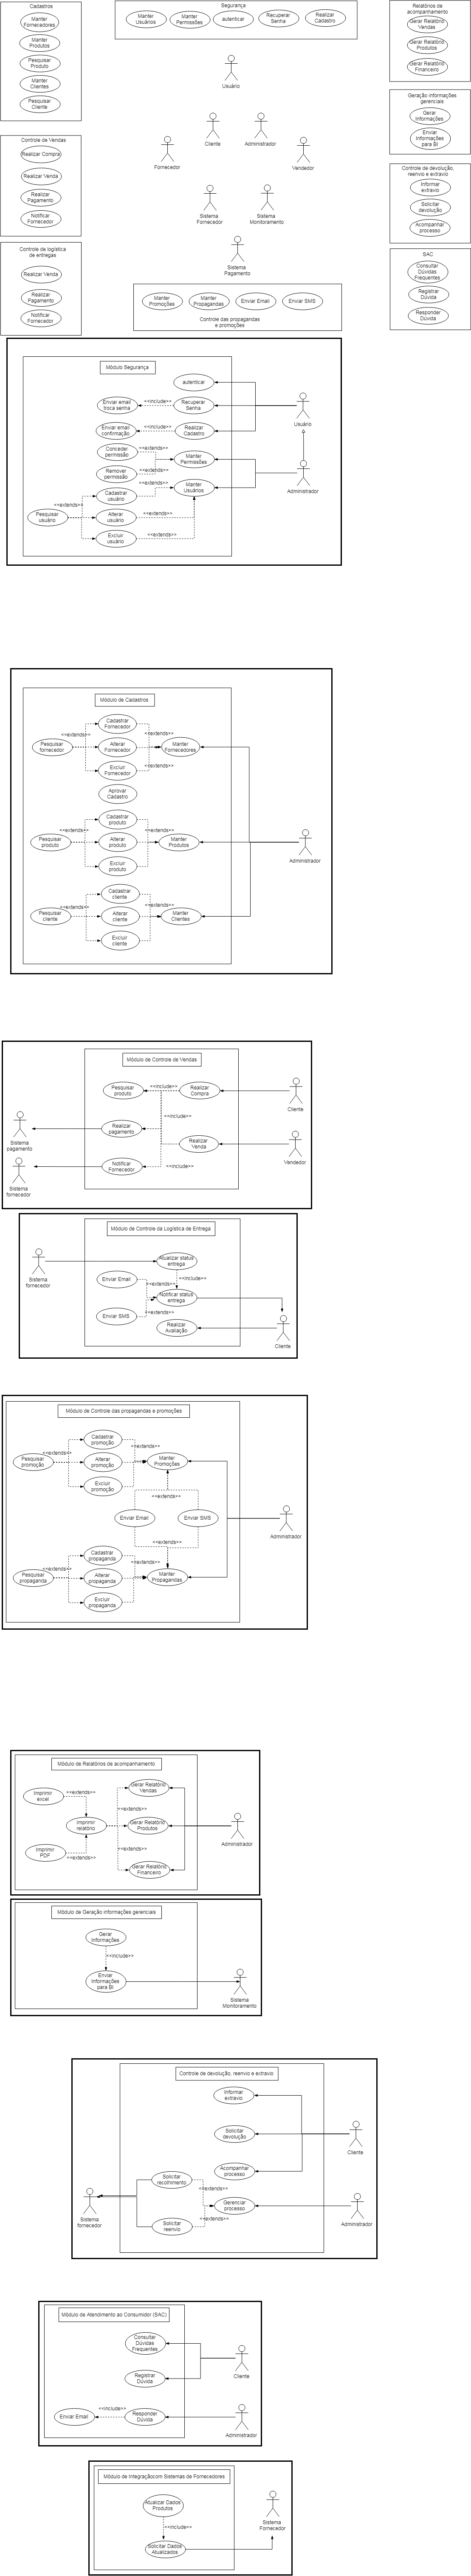 Cadastros
Manter
Fornecedores
Manter
Produtos
Pesquisar
Produto
Manter
Clientes
Pesquisar
Cliente
Segurança
Manter
Usuários
Manter
Permissões
autenticar
Recuperar
Senha
Realizar
Cadastro
Relatórios de
acompanhamento
Gerar Relatório
Vendas
Gerar Relatório
Produtos
Gerar Relatório
Financeiro
Usuário
Cliente
Administrador
Fornecedor
Vendedor
Sistema
Fornecedor
Sistema
Monitoramento
Sistema
Pagamento
Geração informações
gerenciais
Gerar
Informações
Enviar
Informações
para BI
Controle de Vendas
Realizar Compra
Realizar Venda
Realizar
Pagamento
Notificar
Fornecedor
Controle de devolução,
reenvio e extravio
Informar
extravio
Solicitar
devolução
Acompanhar
processo
Controle de logística
de entregas
Realizar Venda
Realizar
Pagamento
Notificar
Fornecedor
SAC
Consultar
Dúvidas
Frequentes
Registrar
Dúvida
Responder
Dúvida
Manter
Promoções
Manter
Propagandas
Enviar Email
Enviar SMS
Controle das propagandas
e promoções
Módulo Segurança
autenticar
Enviar email
troca senha
<<include>>
Recuperar
Senha
Usuário
Enviar email
confirmação
<<include>>
Realizar
Cadastro
Conceder
permissão
<<extends>>
Manter
Permissões
Remover
permissão
<<extends>>
Administrador
Cadastrar
usuário
<<extends>>
Manter
Usuários
<<extends>>
Pesquisar
usuário
Alterar
usuário
<<extends>>
Excluir
usuário
<<extends>>
Módulo de Cadastros
Cadastrar
Fornecedor
<<extends>>
<<extends>>
Pesquisar
fornecedor
Alterar
Fornecedor
Manter
Fornecedores
Excluir
Fornecedor
<<extends>>
Aprovar
Cadastro
Cadastrar
produto
<<extends>>
<<extends>>
Pesquisar
produto
Alterar
produto
Manter
Produtos
Excluir
produto
Administrador
Cadastrar
cliente
<<extends>>
<<extends>>
Pesquisar
cliente
Alterar
cliente
Manter
Clientes
Excluir
cliente
Módulo de Controle de Vendas
Pesquisar
produto
<<include>>
Realizar
Compra
Cliente
Sistema
pagamento
Realizar
pagamento
<<include>>
Realizar
Venda
Vendedor
Sistema
fornecedor
Notificar
Fornecedor
<<include>>
Módulo de Controle da Logística de Entrega
Sistema
fornecedor
Atualizar status
entrega
<<include>>
Enviar Email
<<extends>>
Notificar status
entrega
Enviar SMS
<<extends>>
Realizar
Avaliação
Cliente
Módulo de Controle das propagandas e promoções
Cadastrar
promoção
<<extends>>
<<extends>>
Pesquisar
promoção
Alterar
promoção
Manter
Promoções
Excluir
promoção
<<extends>>
Enviar Email
Enviar SMS
Administrador
<<extends>>
Cadastrar
propaganda
<<extends>>
<<extends>>
Pesquisar
propaganda
Alterar
propaganda
Manter
Propagandas
Excluir
propaganda
Módulo de Relatórios de acompanhamento
Imprimir
excel
<<extends>>
Gerar Relatório
Vendas
<<extends>>
Imprimir
relatório
Gerar Relatório
Produtos
Administrador
Imprimir
PDF
<<extends>>
<<extends>>
Gerar Relatório
Financeiro
Módulo de Geração informações gerenciais
Gerar
Informações
<<include>>
Enviar
Informações
para BI
Sistema
Monitoramento
Controle de devolução, reenvio e extravio
Informar
extravio
Solicitar
devolução
Cliente
Acompanhar
processo
Solicitar
recolhimento
<<extends>>
Sistema
fornecedor
Gerenciar
processo
Administrador
Solicitar
reenvio
<<extends>>
Módulo de Atendimento ao Consumidor (SAC)
Consultar
Dúvidas
Frequentes
Cliente
Registrar
Dúvida
Enviar Email
<<include>>
Responder
Dúvida
Administrador
Módulo de Integraçãocom Sistemas de Fornecedores
Atualizar Dados
Produtos
<<include>>
Sistema
Fornecedor
Solicitar Dados
Atualizados